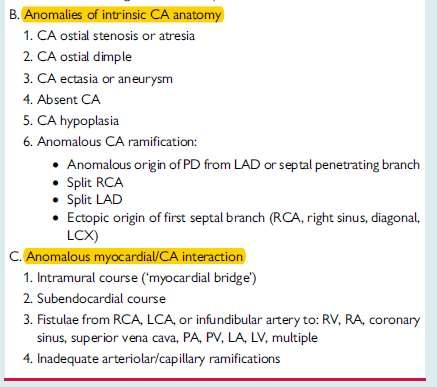 B. Anomalies of intrinsic CA anatomy
1. CA ostial stenosis or atresia
2. CA ostial dimple
3. CA ectasia or aneurysm
4. Absent CA
5. CA hypoplasia
6. Anomalous CA ramification:
• Anomalous origin of PD from LAD or septal penetrating branch
• Split RCA
• Split LAD
• Ectopic origin of first septal branch (RCA, right sinus, diagonal,
LCX)
C. Anomalous myocardial/CA interaction
1. Intramural course (‘myocardial bridge’)
2. Subendocardial course
3. Fistulae from RCA, LCA, or infundibular artery to: RV, RA, coronary
sinus, superior vena cava, PA, PV, LA, LV, multiple
4. Inadequate arteriolar/capillary ramifications